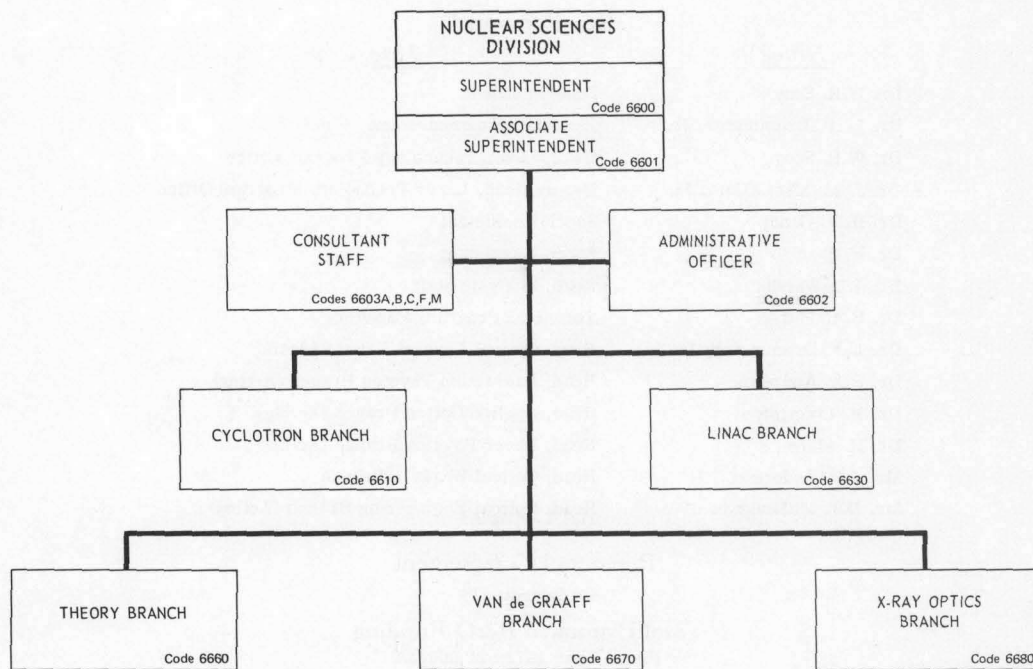 NUCLEAR SCIENCES
DIVISION
SUPERINTENDENT
Code 6600
ASSOCIATE
SUPERINTENDENT
Code 6601
CONSULTANT
STAFF
Codes 6603A,B,C,F,M
ADMINISTRATIVE
OFFICER
Code 6602
CYCLOTRON BRANCH
Code 6610
LINAC BRANCH
Code 6630
THEORY BRANCH
Code 6660
VAN de GRAAFF
BRANCH
Code 6670
X-RAY OPTICS
BRANCH
Code 6680